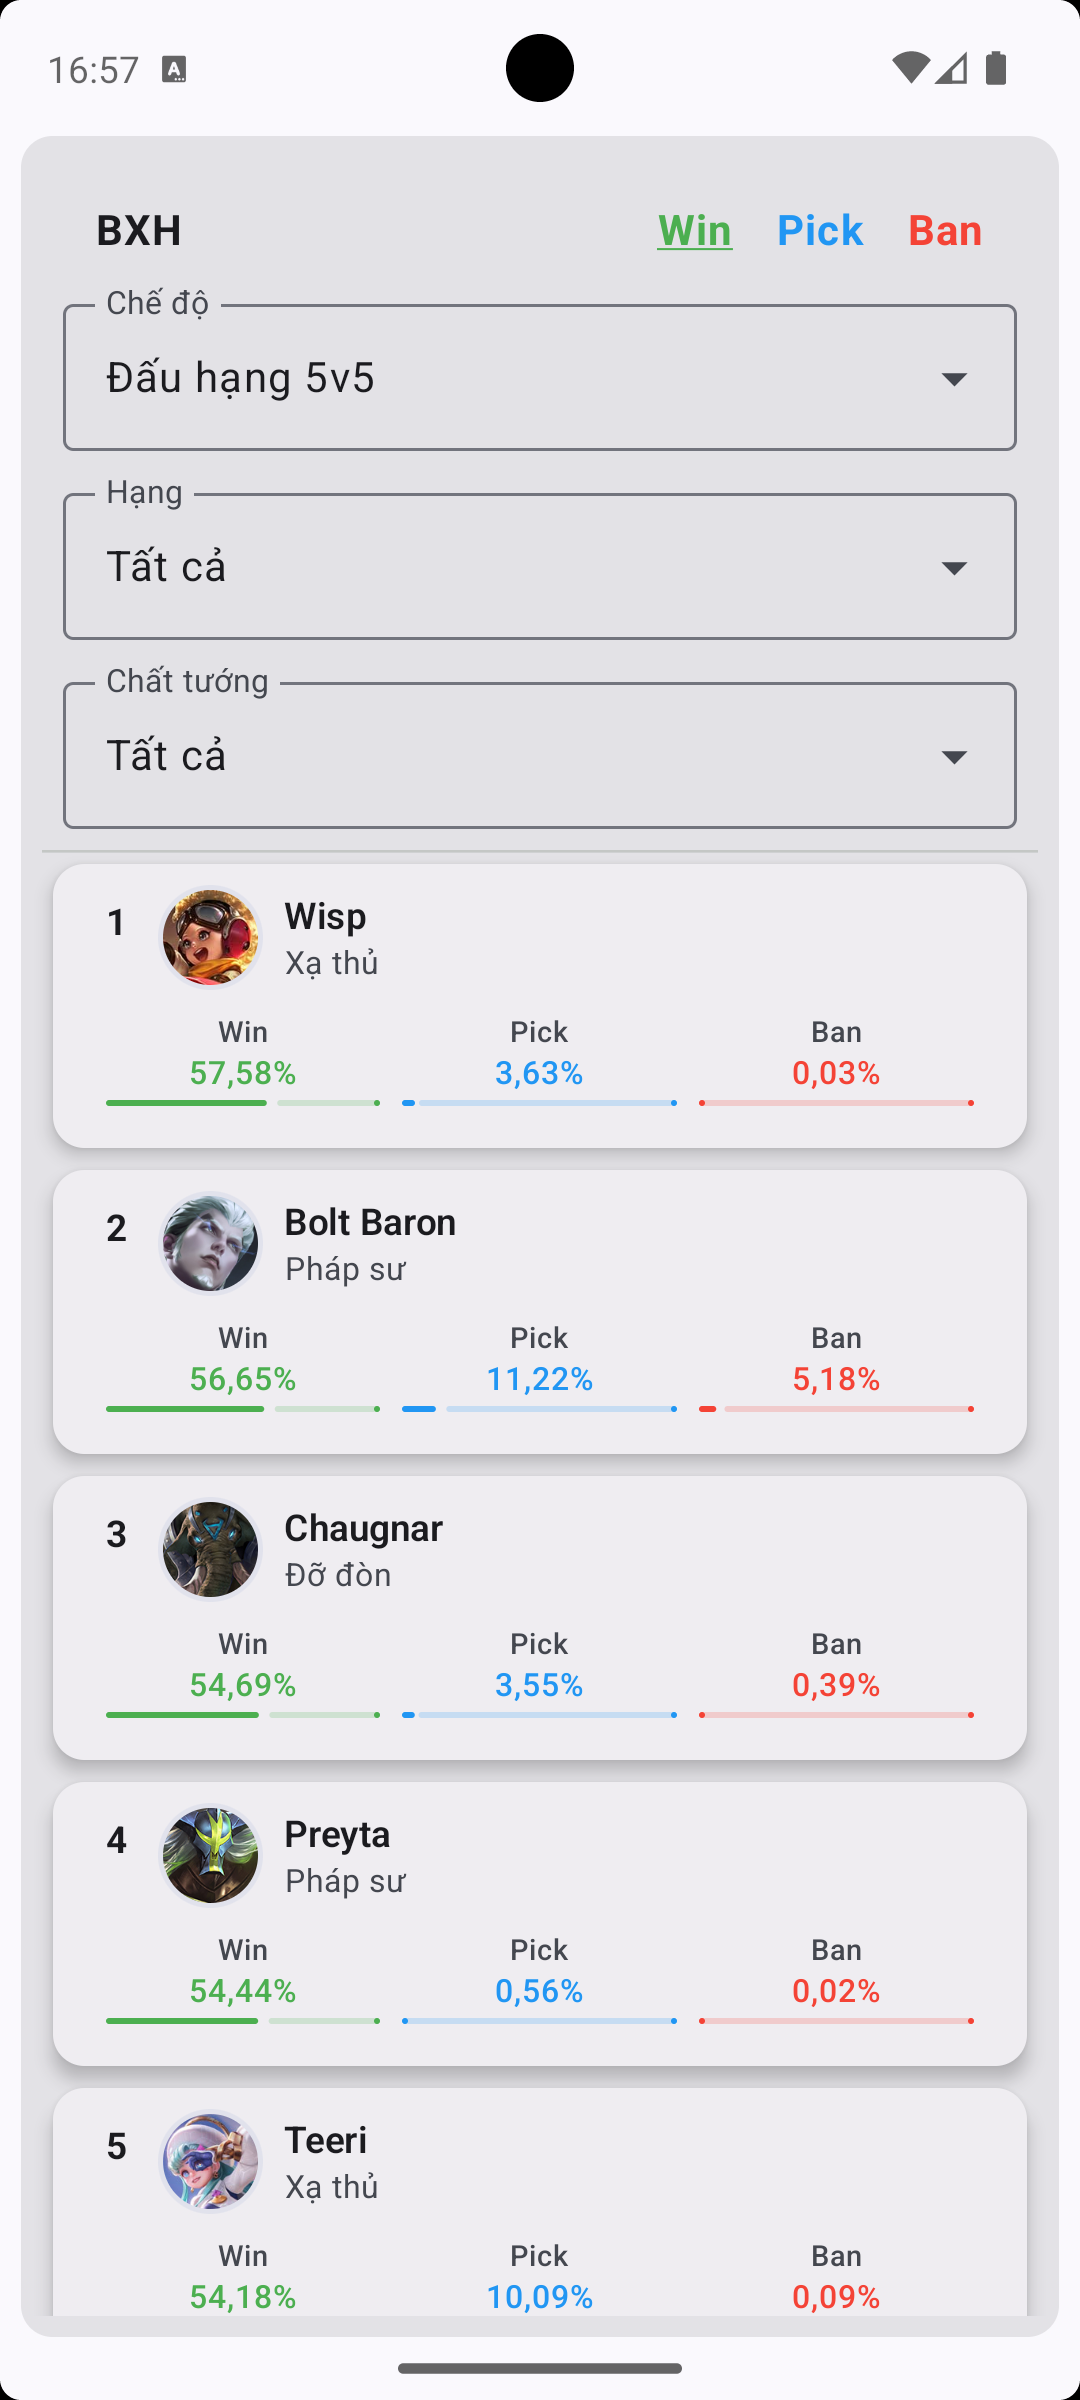 16:57
BXH Win Pick Ban
Chế độ
Đấu hạng 5v5
Hạng
Tất cả
Chất tướng
Tất cả
1 Wisp
Xạ thủ
Win Pick Ban
57,58% 3,63% 0,03%
2 Bolt Baron
Pháp sư
Win Pick Ban
56,65% 11,22% 5,18%
3 Chaugnar
Đỡ đòn
Win Pick Ban
54,69% 3,55% 0,39%
4 Preyta
Pháp sư
Win Pick Ban
54,44% 0,56% 0,02%
5 Teeri
Xạ thủ
Win Pick Ban
54,18% 10,09% 0,09%